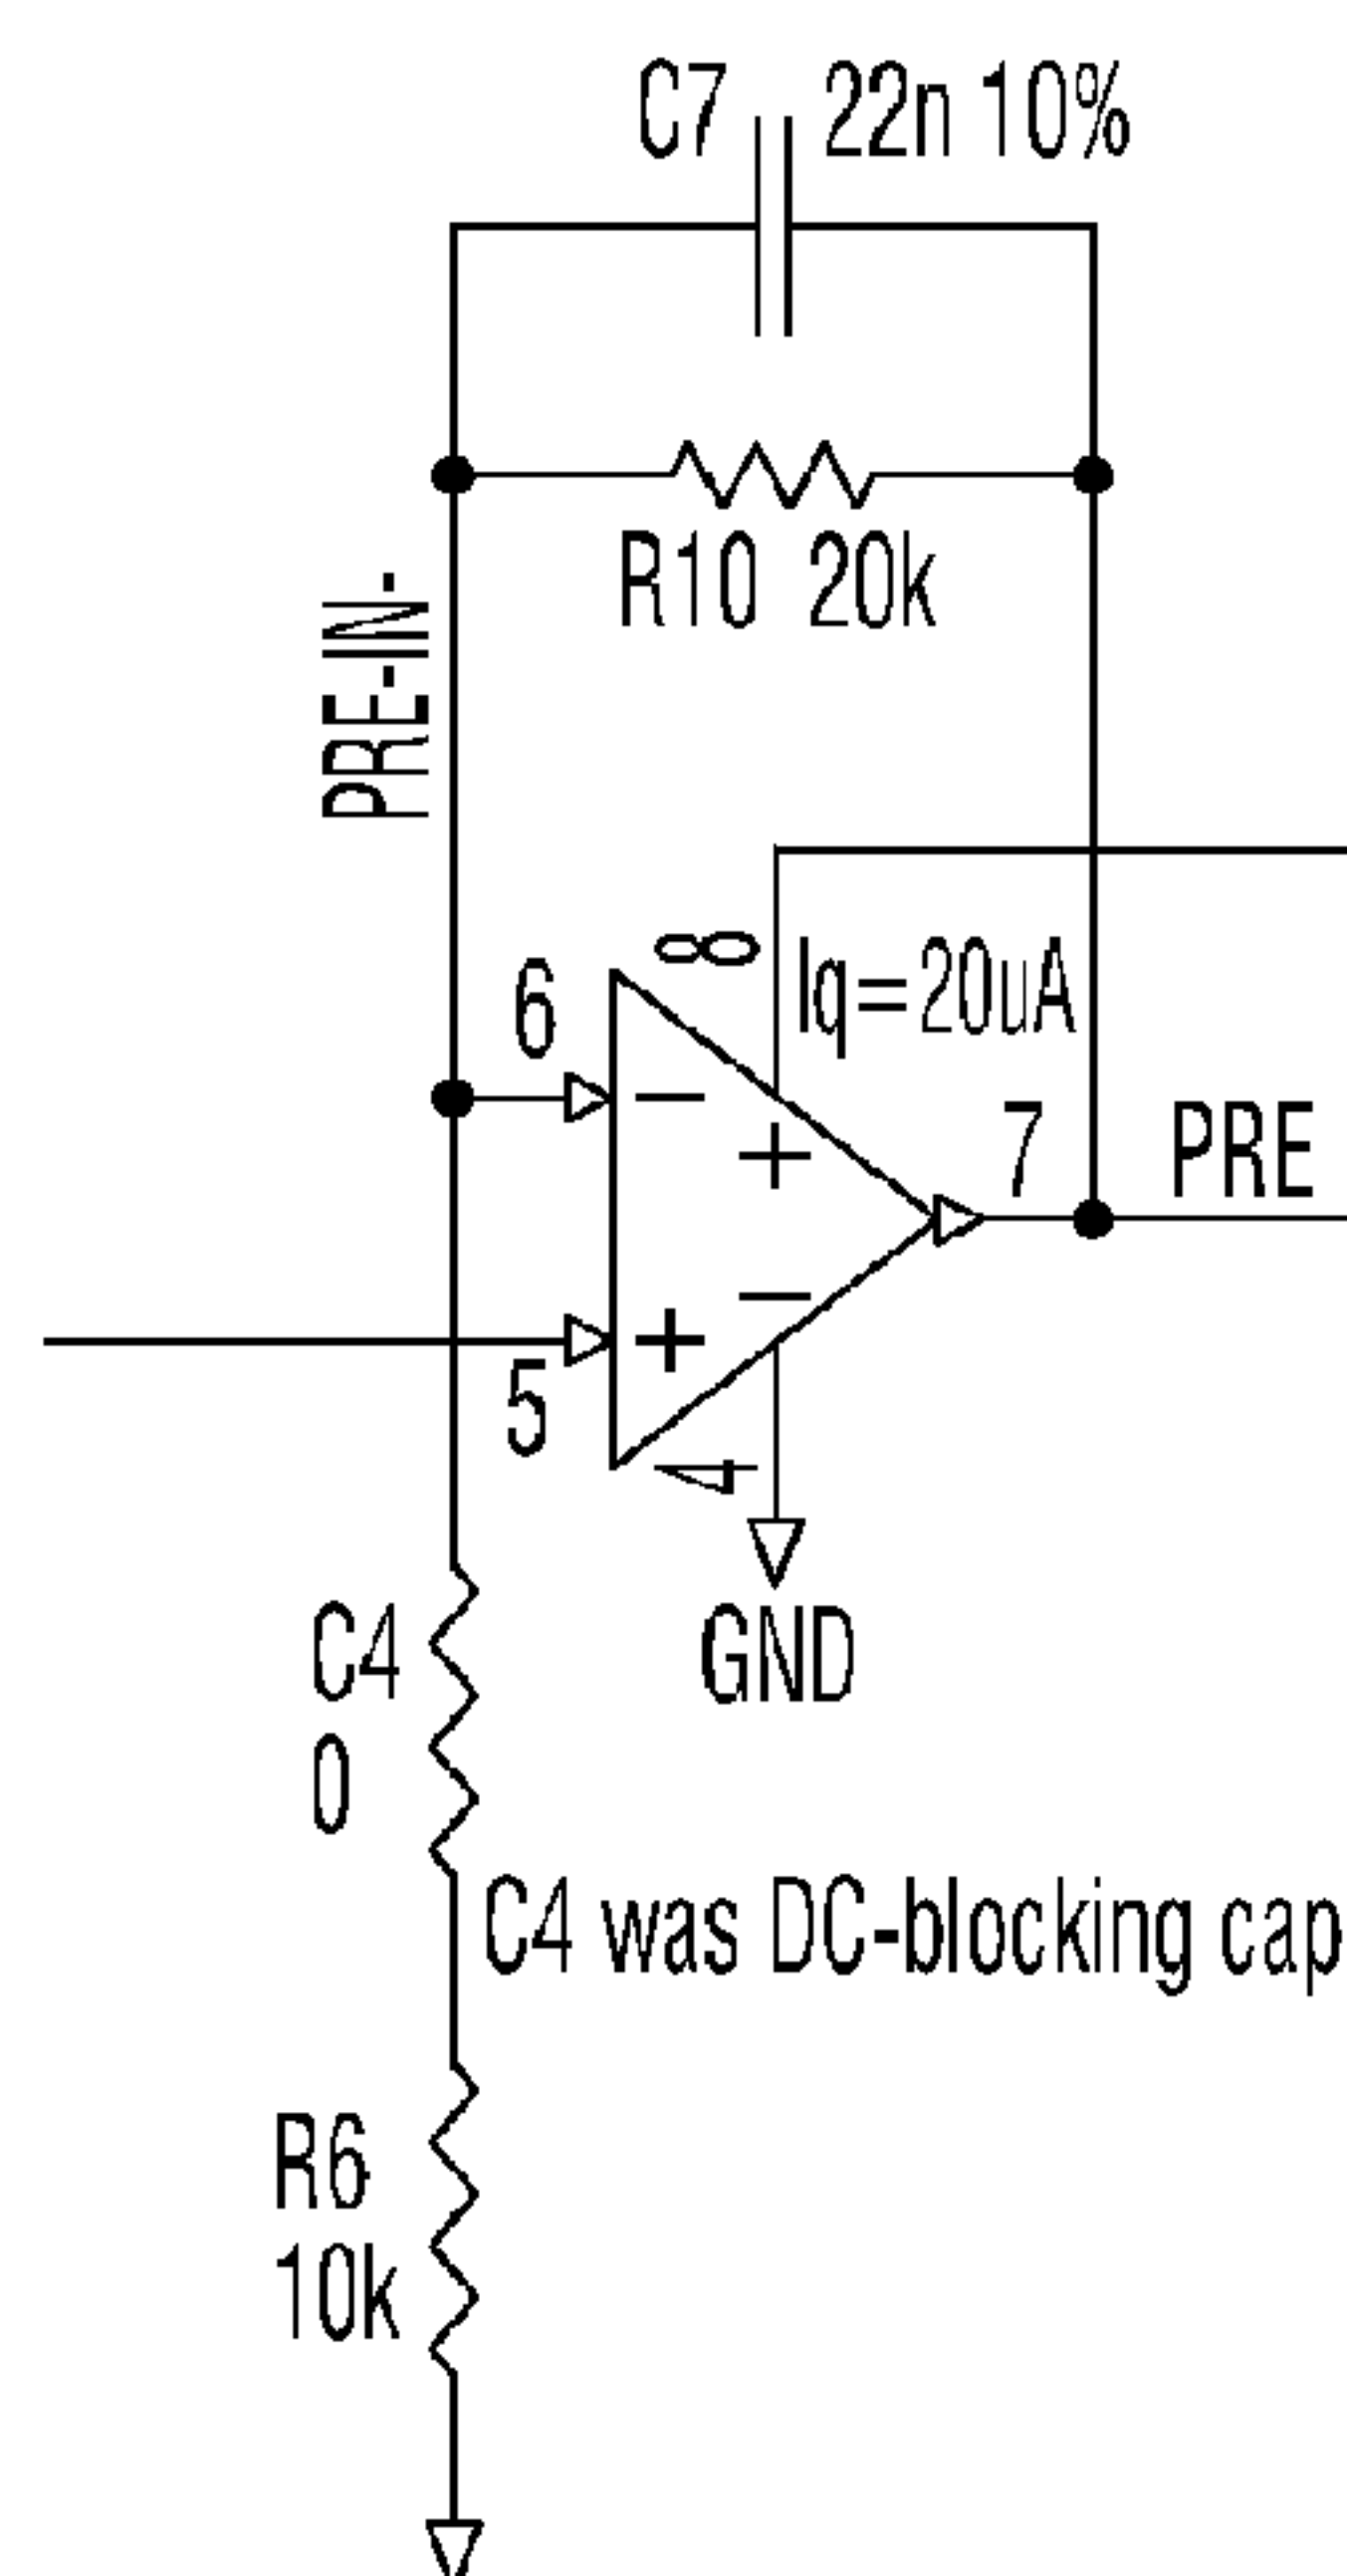 C7 22n 10%
R10 20k
PRE-IN-
8 Iq=20uA
6
7 PRE
5
4
GND
C4
0
C4 was DC-blocking cap
R6
10k